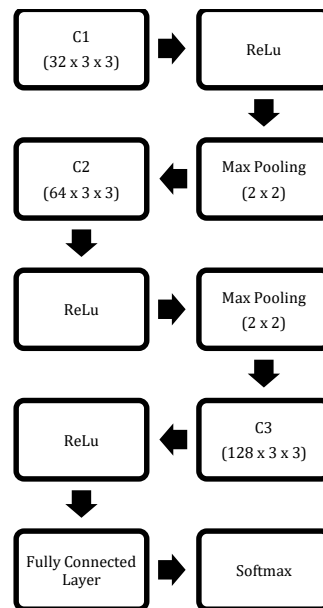 C1
(32 x 3 x 3)
ReLu
Max Pooling
(2 x 2)
C2
(64 x 3 x 3)
ReLu
Max Pooling
(2 x 2)
C3
(128 x 3 x 3)
ReLu
Fully Connected
Layer
Softmax